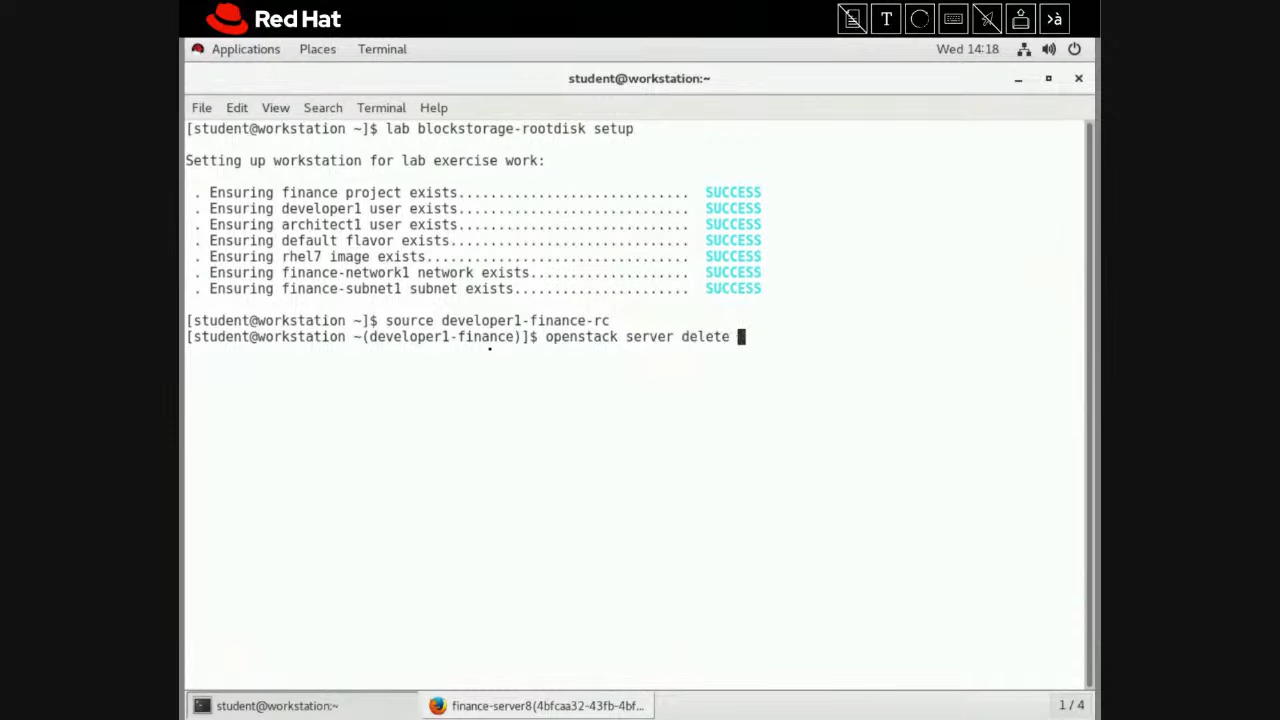 Red Hat
T
>à
Applications Places Terminal Wed 14:18
student@workstation:~
File Edit View Search Terminal Help
[student@workstation ~]$ lab blockstorage-rootdisk setup
Setting up workstation for lab exercise work:
. Ensuring finance project exists............................. SUCCESS
. Ensuring developer1 user exists............................. SUCCESS
. Ensuring architect1 user exists............................. SUCCESS
. Ensuring default flavor exists.............................. SUCCESS
. Ensuring rhel7 image exists................................. SUCCESS
. Ensuring finance-network1 network exists.................... SUCCESS
. Ensuring finance-subnet1 subnet exists...................... SUCCESS
[student@workstation ~]$ source developer1-finance-rc
[student@workstation ~(developer1-finance)]$ openstack server delete
student@workstation:~ finance-server8(4bfcaa32-43fb-4bf... 1 / 4